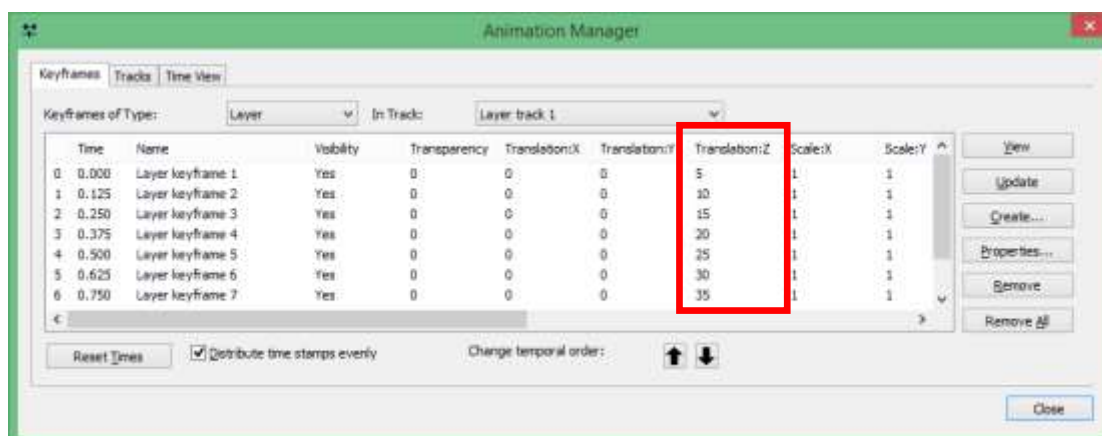 Animation Manager
Keyframes Tracks Time View
Keyframes of Type: Layer In Track: Layer track 1
Time Name Visibility Transparency Translation:X Translation:Y Translation:Z Scale:X Scale:Y View
0 0.000 Layer keyframe 1 Yes 0 0 0 5 1 1
Update
1 0.125 Layer keyframe 2 Yes 0 0 0 10 1 1
2 0.250 Layer keyframe 3 Yes 0 0 0 15 1 1 Create...
3 0.375 Layer keyframe 4 Yes 0 0 0 20 1 1
4 0.500 Layer keyframe 5 Yes 0 0 0 25 1 1 Properties...
5 0.625 Layer keyframe 6 Yes 0 0 0 30 1 1 Remove
6 0.750 Layer keyframe 7 Yes 0 0 0 35 1 1
Remove All
Reset Times Distribute time stamps evenly Change temporal order:
Close